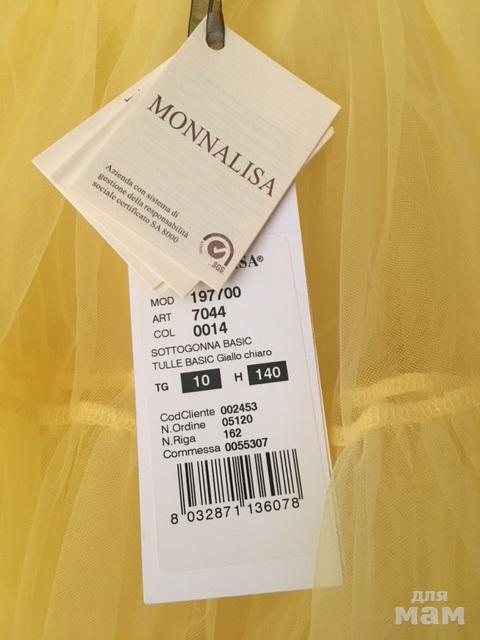 MONNALISA
Azienda con sistema di
gestione della responsabilità
sociale certificato SA 8000
SGS
SA®
MOD 197700
ART 7044
COL 0014
SOTTOGONNA BASIC
TULLE BASIC Giallo chiaro
TG 10 H 140
CodCliente 002453
N.Ordine 05120
N.Riga 162
Commessa 0055307
8 032871 136078
для
мам